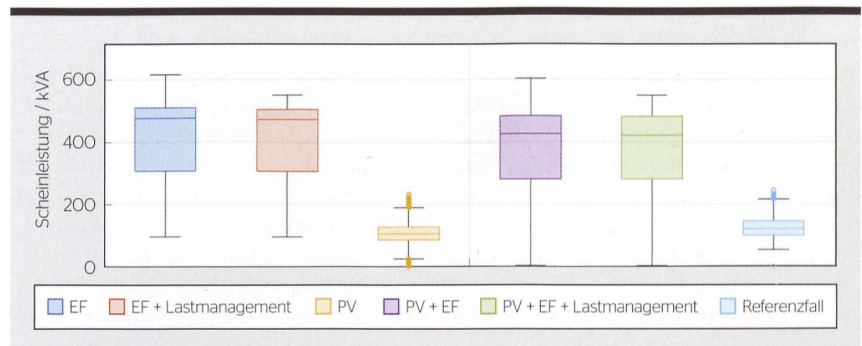 Scheinleistung / kVA
600
400
200
0
EF EF + Lastmanagement PV PV + EF PV + EF + Lastmanagement Referenzfall